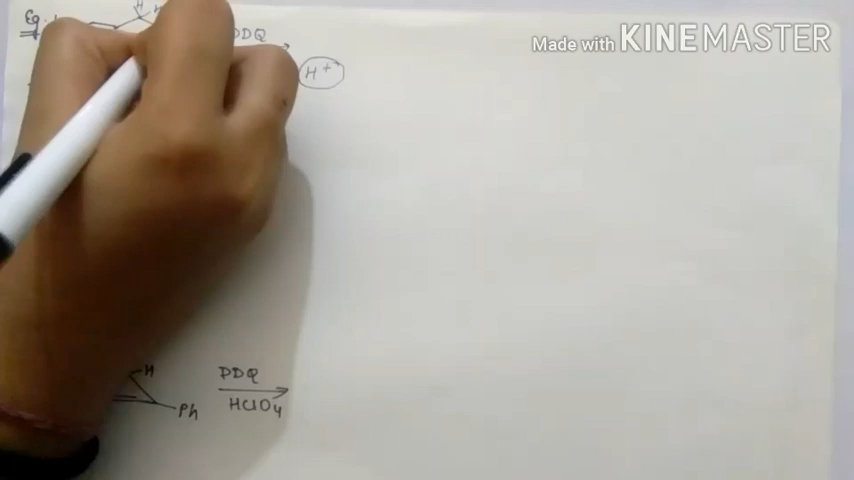 Eg.
H
DDQ
H+
Made with KINEMASTER
H
DDQ
HClO4
Ph